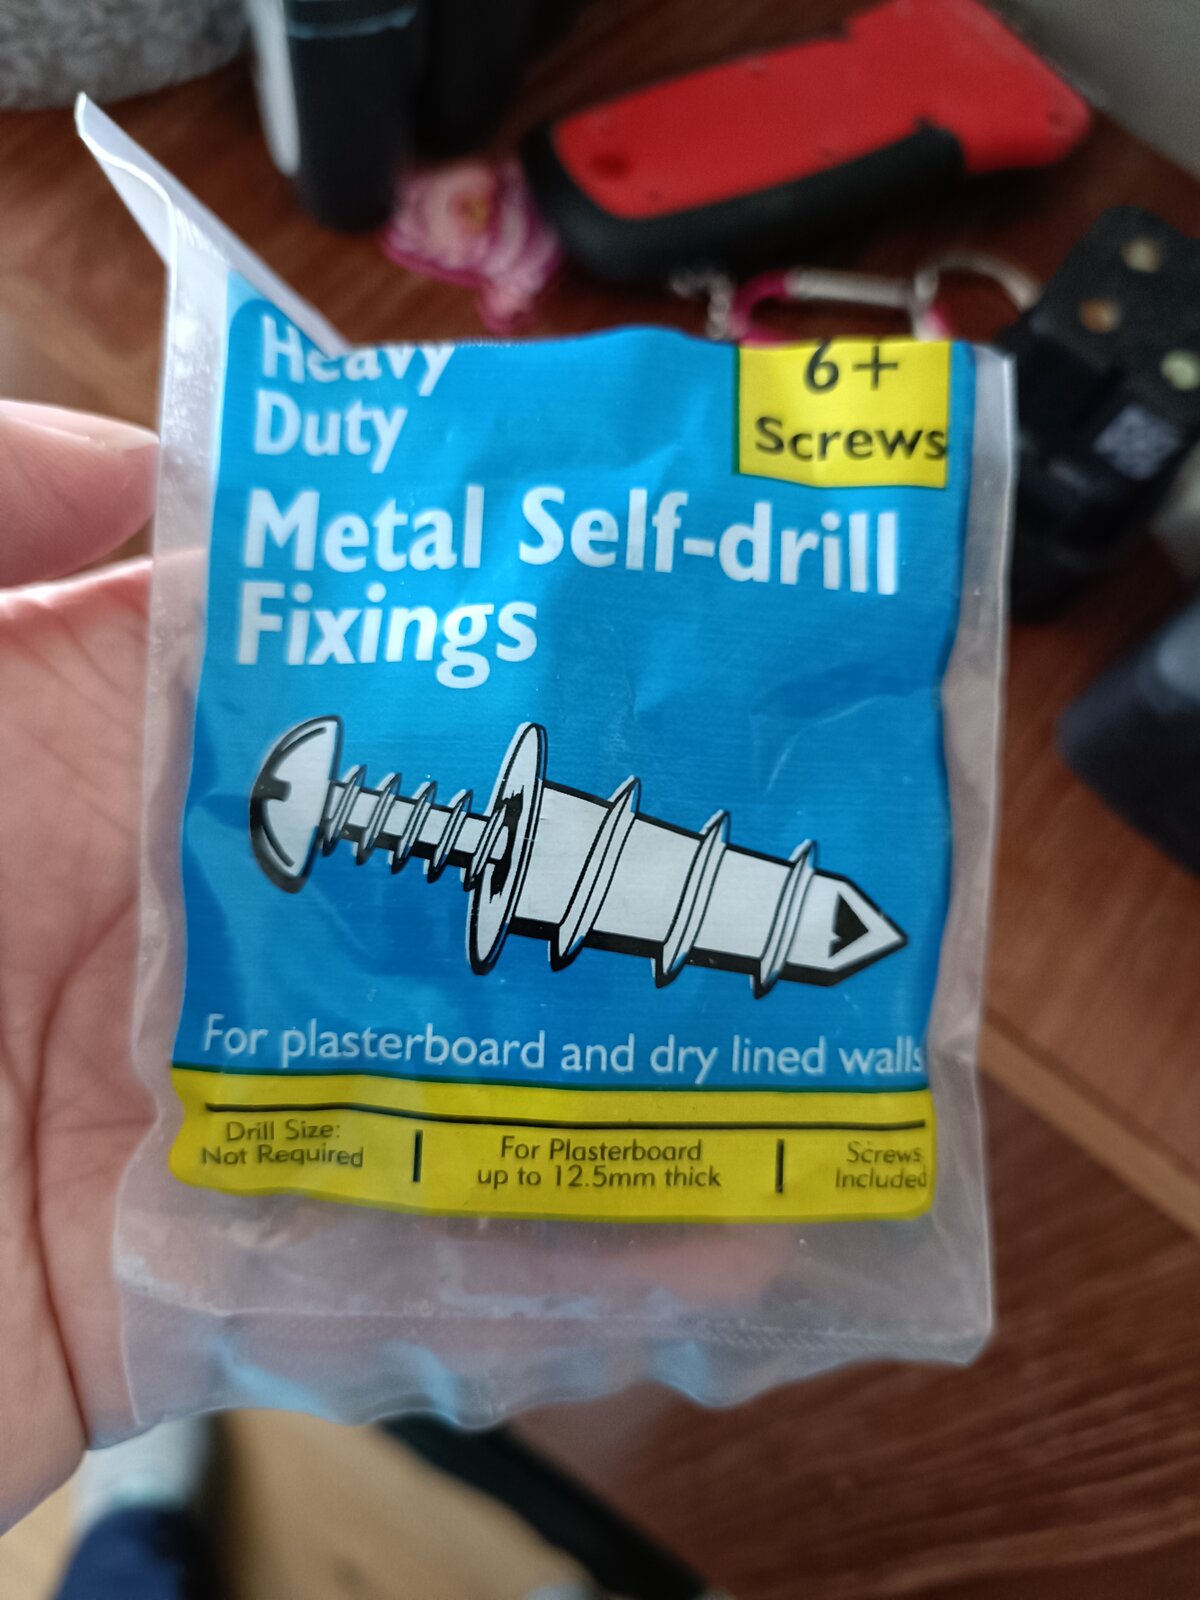 Heavy
Duty
6+
Screws
Metal Self-drill
Fixings
For plasterboard and dry lined walls
Drill Size:
Not Required
For Plasterboard
up to 12.5mm thick
Screws
Included